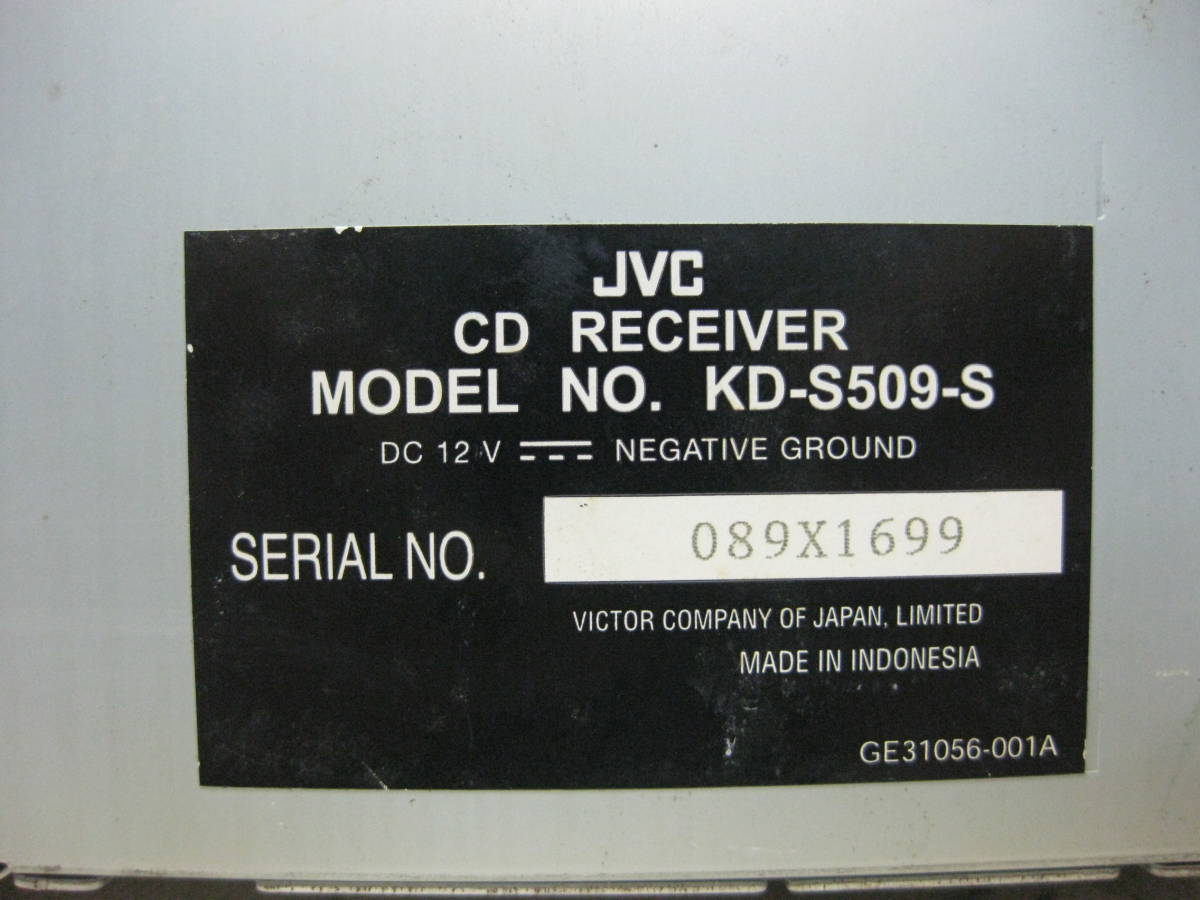 JVC
CD RECEIVER
MODEL NO. KD-S509-S
DC 12 V NEGATIVE GROUND
SERIAL NO. 089X1699
VICTOR COMPANY OF JAPAN, LIMITED
MADE IN INDONESIA
GE31056-001A